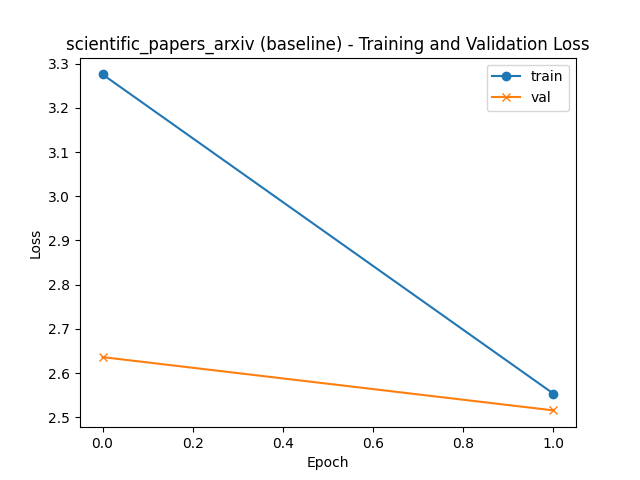 scientific_papers_arxiv (baseline) - Training and Validation Loss
train
val
Loss
3.3
3.2
3.1
3.0
2.9
2.8
2.7
2.6
2.5
0.0 0.2 0.4 0.6 0.8 1.0
Epoch